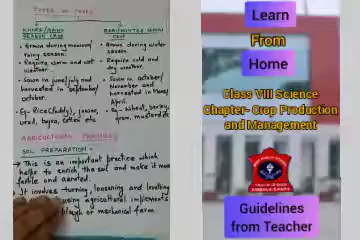 TYPES OF CROPS
KHARIF/RAINY
SEASON CROP
• Grown during monsoon/
rainy season.
• Require warm and wet
weather.
• Sown in june/july and
harvested in september/
october.
• Eg. Rice (Paddy), jowar,
urad, bajra, cotton etc.
RABI/WINTER SEASON
CROP
• Grown during winter
season.
• Require cold and dry
weather.
• Sown in october/
November and
harvested in March/
April.
wheat, barley,
gram, mustard etc
AGRICULTURAL PRACTICES
SOIL PREPARATION -
→ This is an important practice which
helps to enrich the soil and make it more
fertile and aerated.
→ It involves turning, loosening and levelling
using agricultural implements
plough or mechanical farm
Learn
From
Home
Class VIII Science
Chapter- Crop Production
and Management
Guidelines
from Teacher